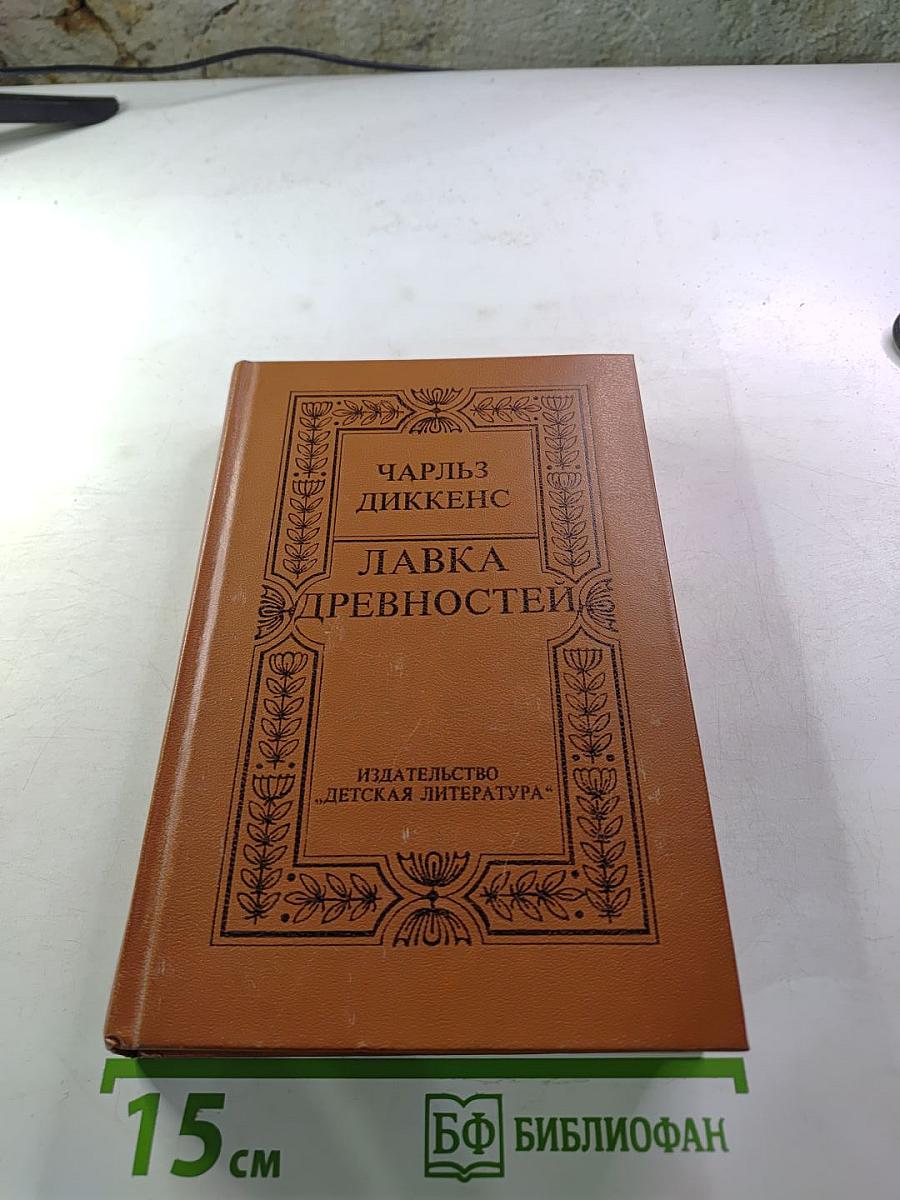 ЧАРЛЬЗ
ДИККЕНС
ЛАВКА
ДРЕВНОСТЕЙ
ИЗДАТЕЛЬСТВО
„ДЕТСКАЯ ЛИТЕРАТУРА“
15 см
БФ БИБЛИОФАН